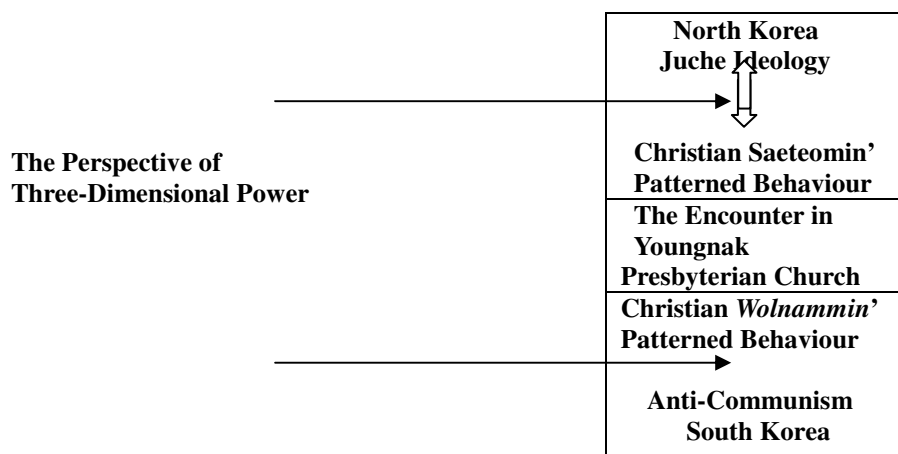 North Korea
Juche Ideology
The Perspective of
Three-Dimensional Power
Christian Saeteomin’
Patterned Behaviour
The Encounter in
Youngnak
Presbyterian Church
Christian Wolnammin’
Patterned Behaviour
Anti-Communism
South Korea